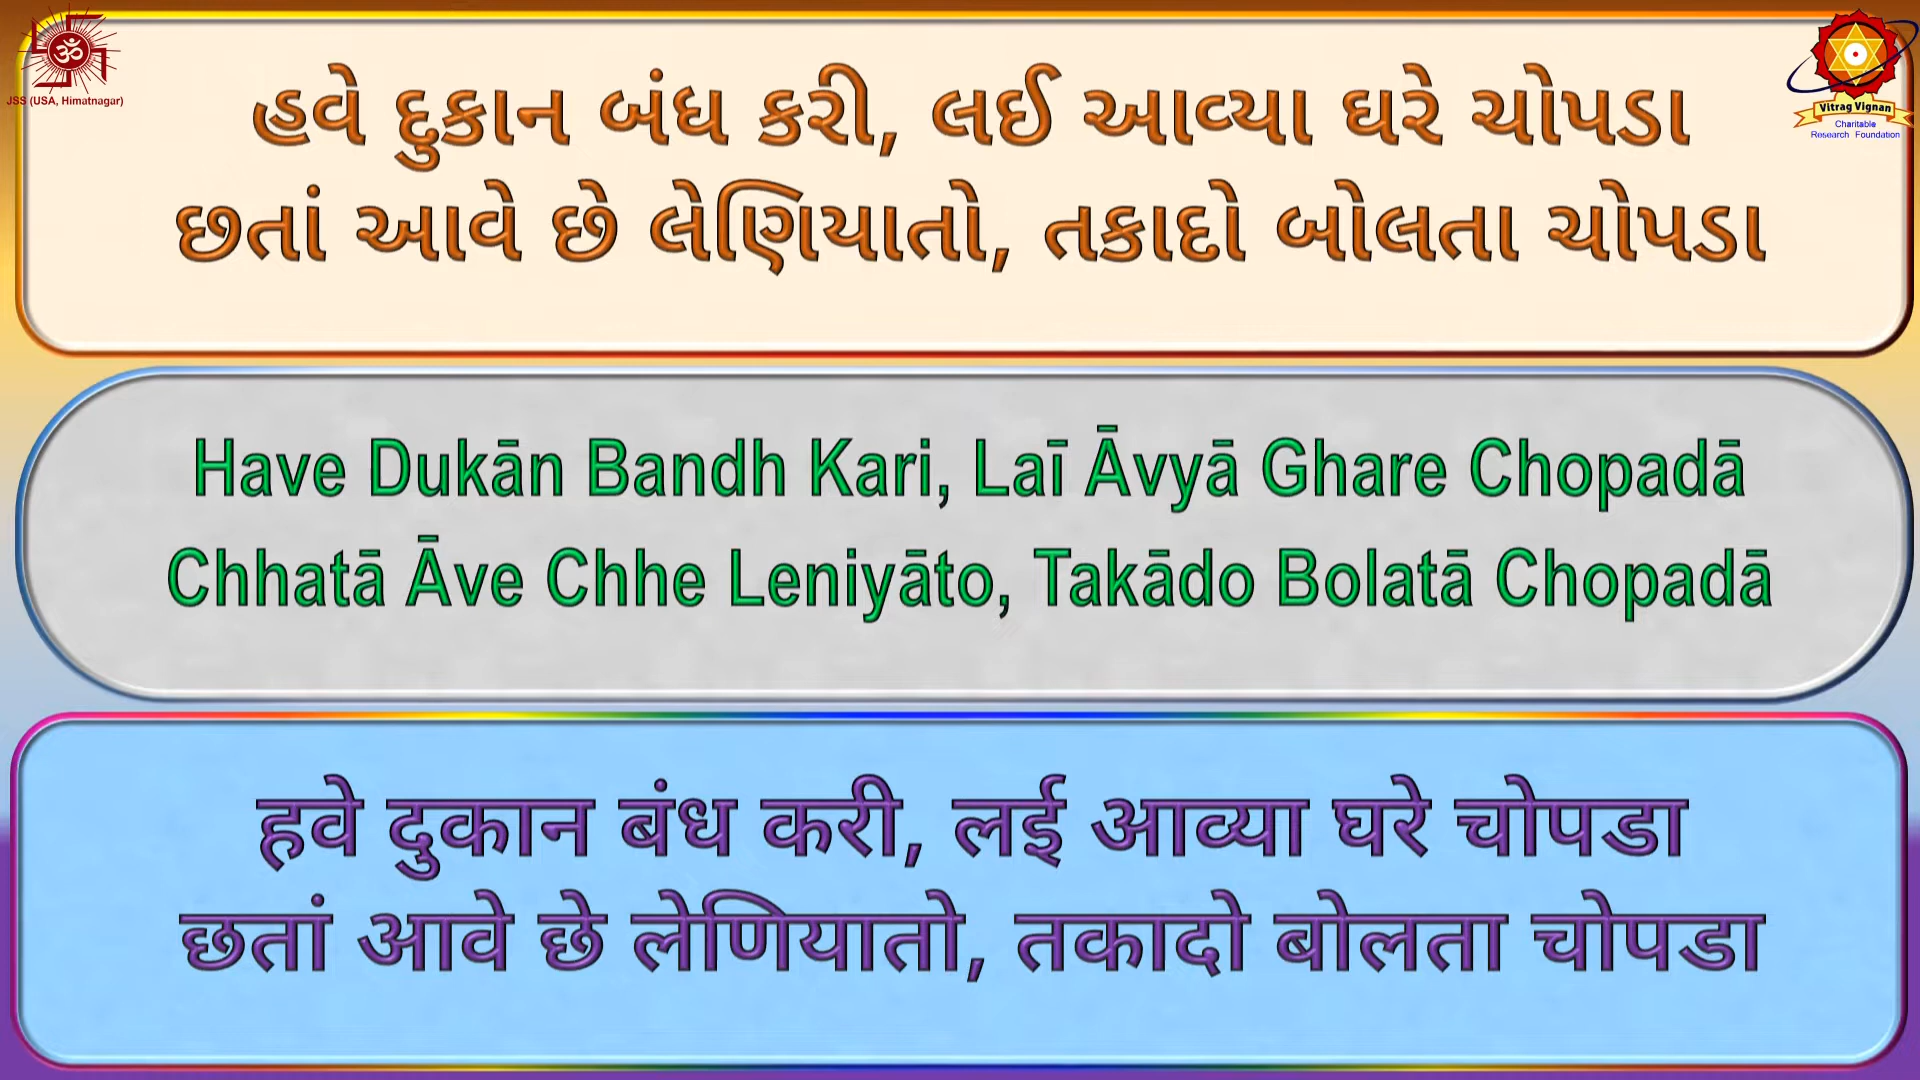 ॐ
JSS (USA, Himatnagar)
Vitrag Vignan
Charitable
Research Foundation
હવે દુકાન બંધ કરી, લઈ આવ્યા ઘરે ચોપડા
છતાં આવે છે લેણિયાતો, તકાદો બોલતા ચોપડા
Have Dukān Bandh Kari, Laī Āvyā Ghare Chopadā
Chhatā Āve Chhe Leniyāto, Takādo Bolatā Chopadā
हवे दुकान बंध करी, लई आव्या घरे चोपडा
छतां आवे छे लेणियातो, तकादो बोलता चोपडा